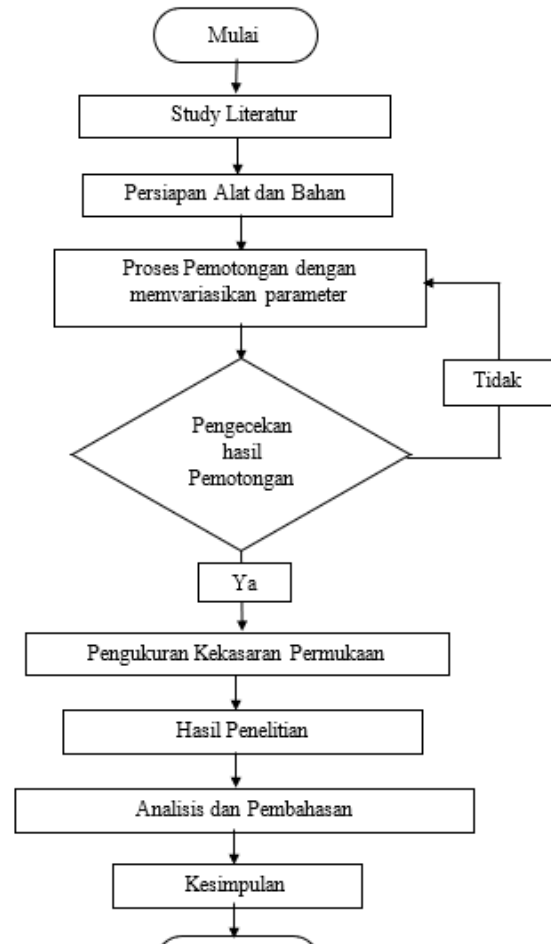 Mulai
Study Literatur
Persiapan Alat dan Bahan
Proses Pemotongan dengan
memvariasikan parameter
Tidak
Pengecekan
hasil
Pemotongan
Ya
Pengukuran Kekasaran Permukaan
Hasil Penelitian
Analisis dan Pembahasan
Kesimpulan